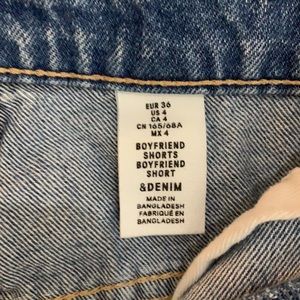 EUR 36
US 4
CA 4
CN 165/68A
MX 4
BOYFRIEND
SHORTS
BOYFRIEND
SHORT
&DENIM
MADE IN
BANGLADESH
FABRIQUÉ EN
BANGLADESH